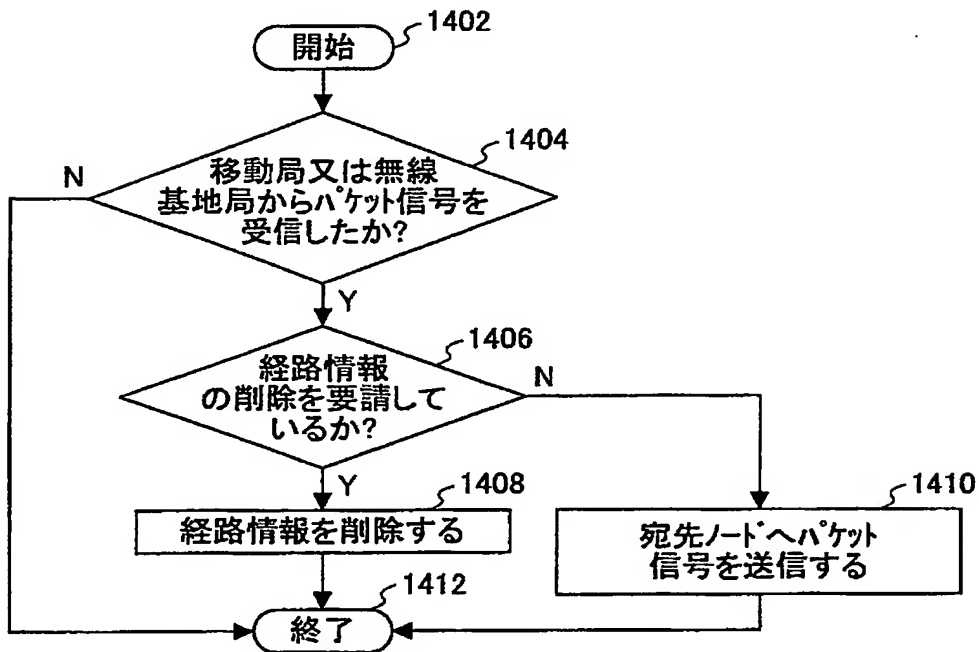 1402
開始
1404
N
移動局又は無線
基地局からパケット信号を
受信したか?
Y
1406
経路情報
の削除を要請して
いるか?
N
Y
1408
経路情報を削除する
1410
宛先ノードへパケット
信号を送信する
1412
終了